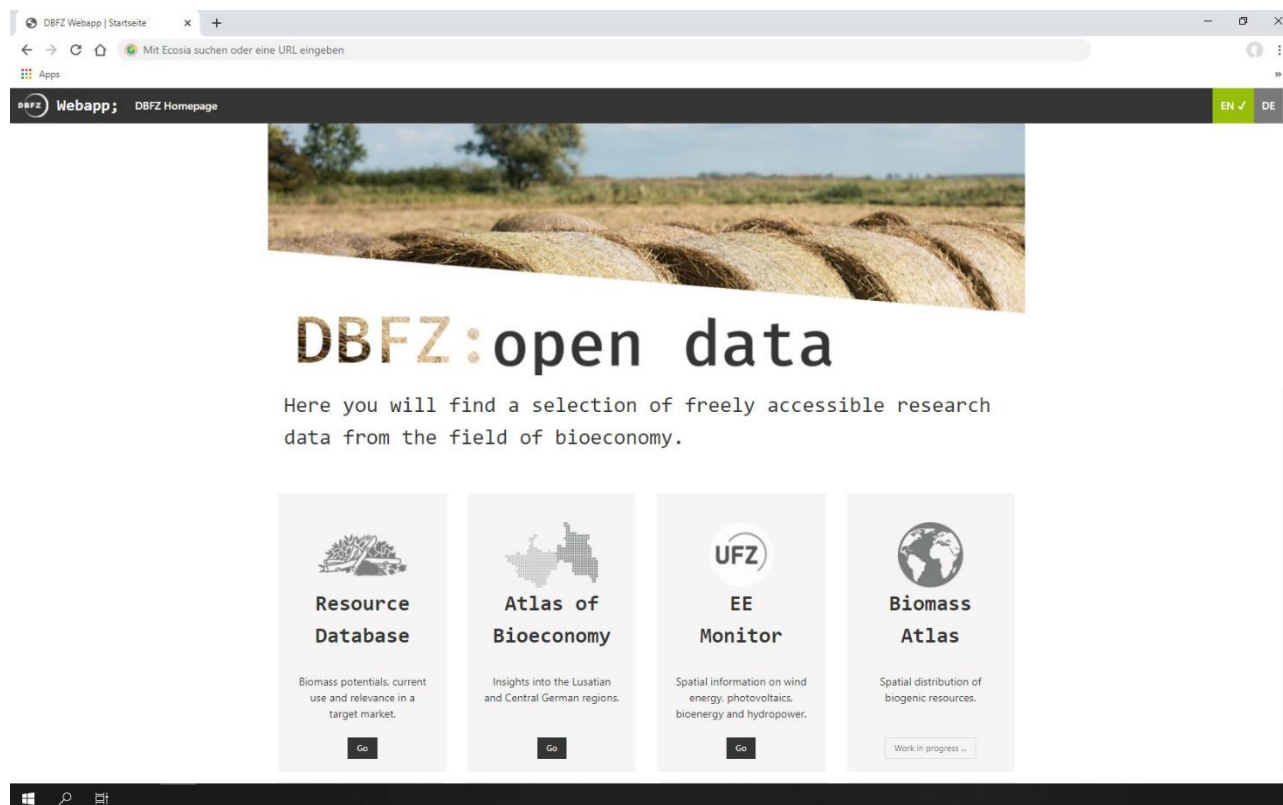 DBFZ Webapp | Startseite
Mit Ecosia suchen oder eine URL eingeben
Apps
DBFZ Webapp; DBFZ Homepage EN ✓ DE
DBFZ:open data
Here you will find a selection of freely accessible research
data from the field of bioeconomy.
Resource
Database
Biomass potentials, current
use and relevance in a
target market.
Go
Atlas of
Bioeconomy
Insights into the Lusatian
and Central German regions.
Go
UFZ
EE
Monitor
Spatial information on wind
energy, photovoltaics,
bioenergy and hydropower.
Go
Biomass
Atlas
Spatial distribution of
biogenic resources.
Work in progress ...